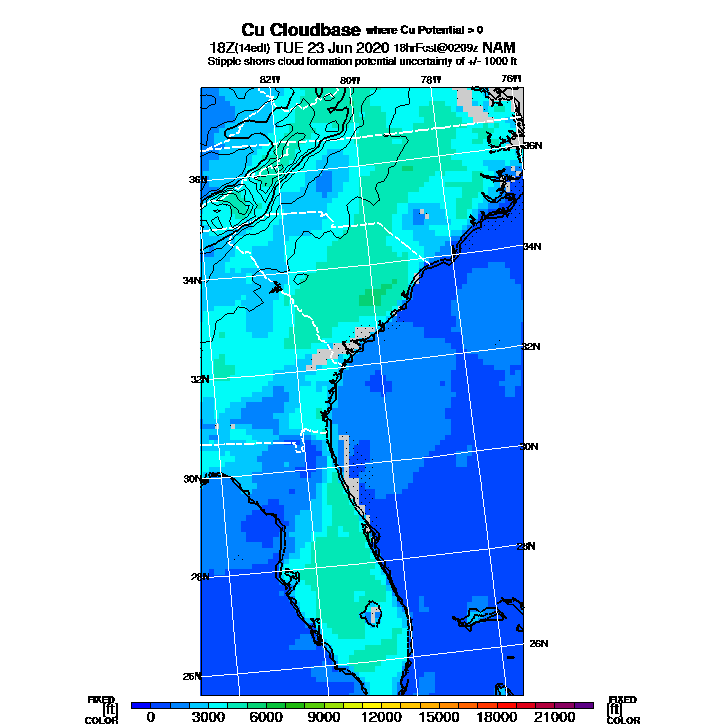 Cu Cloudbase where Cu Potential > 0
18Z(14edt) TUE 23 Jun 2020 18hrFcst@0209z NAM
Stipple shows cloud formation potential uncertainty of +/- 1000 ft
82W 80W 78W 76W
36N
36N
34N
34N
32N
32N
30N
30N
28N
28N
26N
26N
FIXED [ft] COLOR
0 3000 6000 9000 12000 15000 18000 21000
FIXED [ft] COLOR